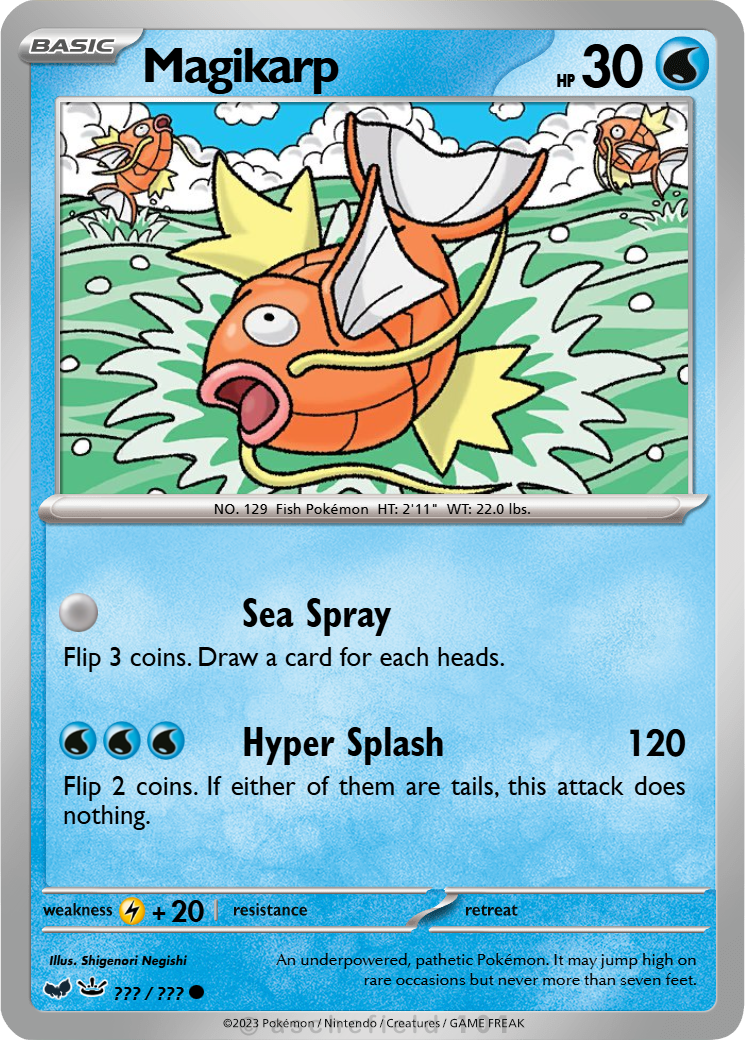 BASIC Magikarp HP 30
NO. 129 Fish Pokémon HT: 2'11" WT: 22.0 lbs.
Sea Spray
Flip 3 coins. Draw a card for each heads.
Hyper Splash 120
Flip 2 coins. If either of them are tails, this attack does
nothing.
weakness + 20 resistance retreat
Illus. Shigenori Negishi
An underpowered, pathetic Pokémon. It may jump high on
rare occasions but never more than seven feet.
??? / ???
©2023 Pokémon / Nintendo / Creatures / GAME FREAK